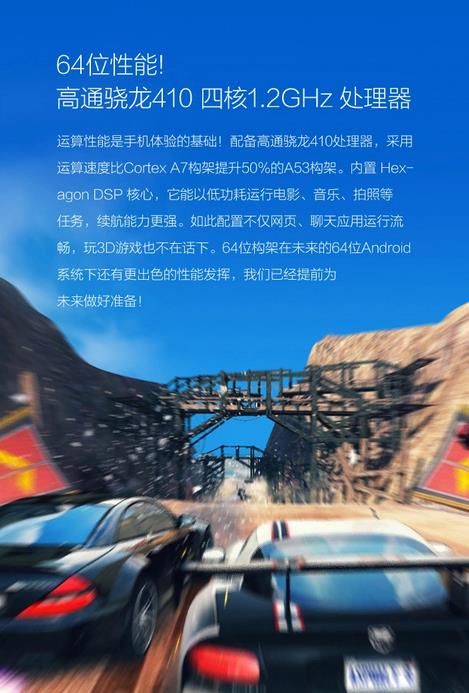 64位性能!
高通骁龙410 四核1.2GHz 处理器
运算性能是手机体验的基础！配备高通骁龙410处理器，采用
运算速度比Cortex A7构架提升50%的A53构架。内置 Hex-
agon DSP 核心，它能以低功耗运行电影、音乐、拍照等
任务，续航能力更强。如此配置不仅网页、聊天应用运行流
畅，玩3D游戏也不在话下。64位构架在未来的64位Android
系统下还有更出色的性能发挥，我们已经提前为
未来做好准备！